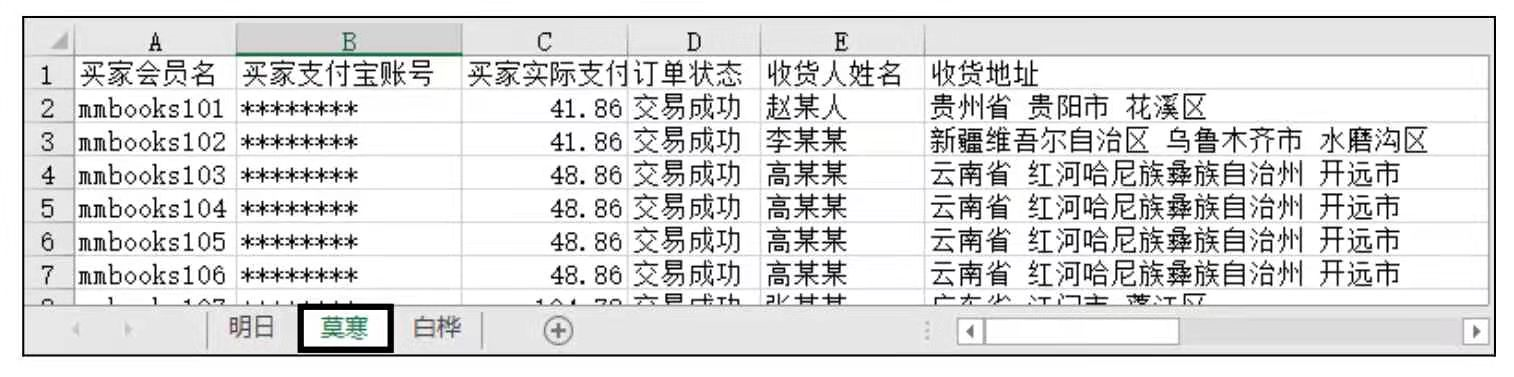 A B C D E
1 买家会员名 买家支付宝账号 买家实际支付 订单状态 收货人姓名 收货地址
2 mmbooks101 ******** 41.86 交易成功 赵某人 贵州省 贵阳市 花溪区
3 mmbooks102 ******** 41.86 交易成功 李某某 新疆维吾尔自治区 乌鲁木齐市 水磨沟区
4 mmbooks103 ******** 48.86 交易成功 高某某 云南省 红河哈尼族彝族自治州 开远市
5 mmbooks104 ******** 48.86 交易成功 高某某 云南省 红河哈尼族彝族自治州 开远市
6 mmbooks105 ******** 48.86 交易成功 高某某 云南省 红河哈尼族彝族自治州 开远市
7 mmbooks106 ******** 48.86 交易成功 高某某 云南省 红河哈尼族彝族自治州 开远市
明日 莫寒 白桦